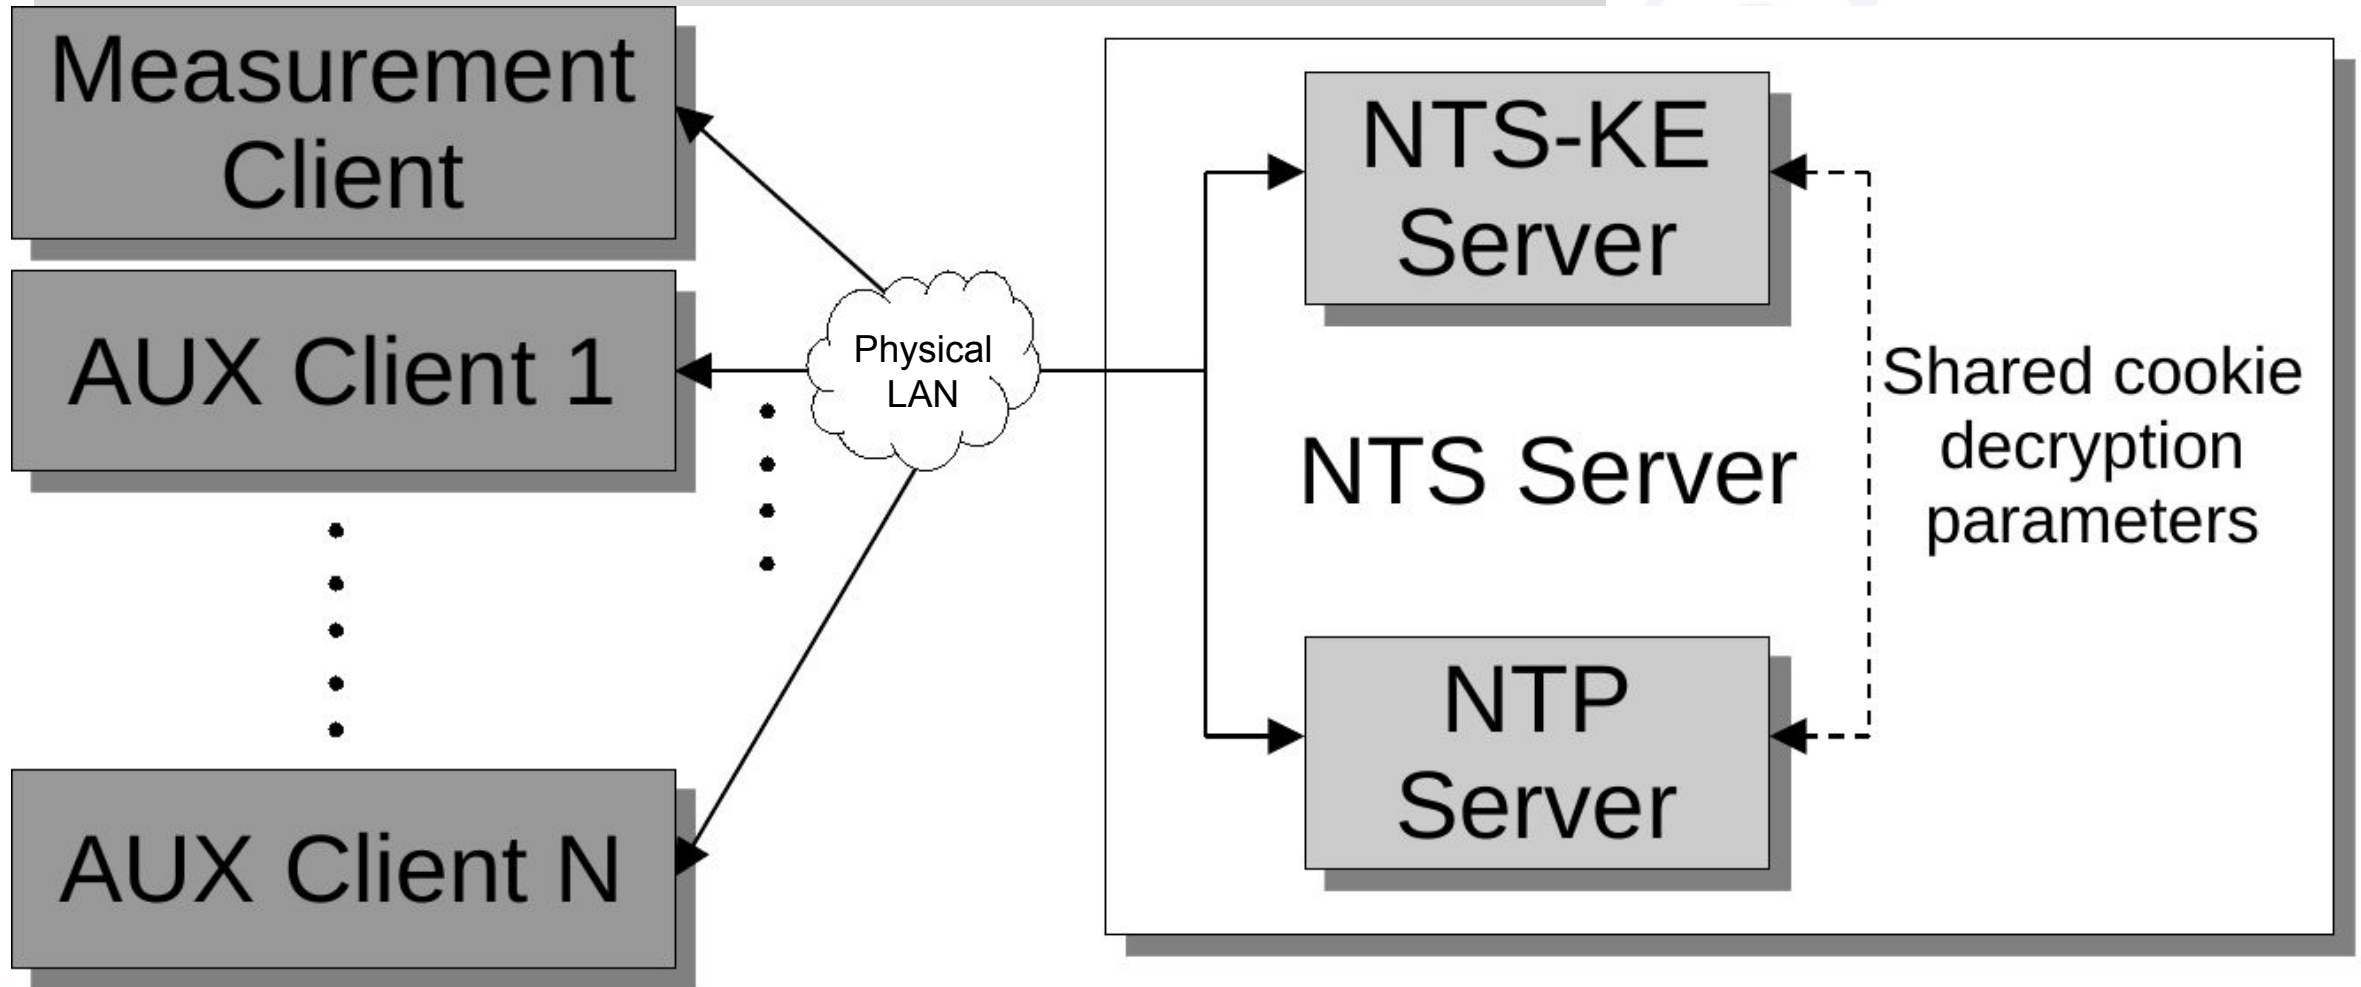 Measurement
Client
AUX Client 1
AUX Client N
Physical
LAN
NTS-KE
Server
NTS Server
NTP
Server
Shared cookie
decryption
parameters